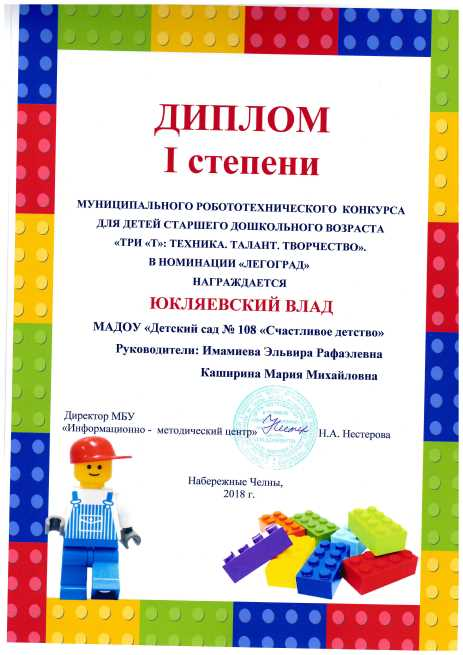 ДИПЛОМ
I степени
МУНИЦИПАЛЬНОГО РОБОТОТЕХНИЧЕСКОГО КОНКУРСА
ДЛЯ ДЕТЕЙ СТАРШЕГО ДОШКОЛЬНОГО ВОЗРАСТА
«ТРИ «Т»: ТЕХНИКА. ТАЛАНТ. ТВОРЧЕСТВО».
В НОМИНАЦИИ «ЛЕГОГРАД»
НАГРАЖДАЕТСЯ
ЮКЛЯЕВСКИЙ ВЛАД
МАДОУ «Детский сад № 108 «Счастливое детство»
Руководители: Имамиева Эльвира Рафаэлевна
Каширина Мария Михайловна
Директор МБУ
«Информационно - методический центр» Н.А. Нестерова
Набережные Челны,
2018 г.